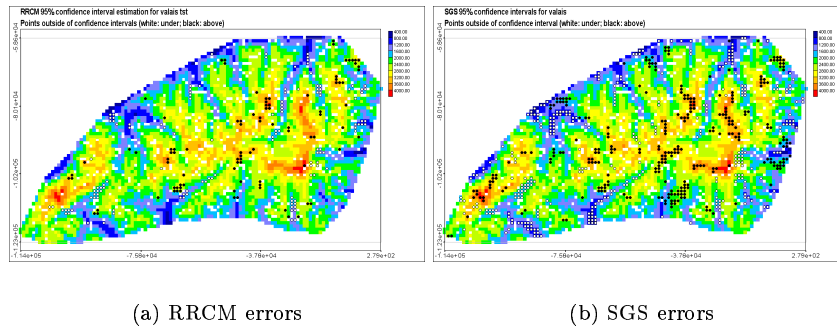 RRCM 95% confidence interval estimation for valais tst
Points outside of confidence intervals (white: under; black: above)
-5.86e+04
-8.01e+04
-1.02e+05
-1.23e+05
-1.14e+05
-7.58e+04
-3.76e+04
2.79e+02
400.00
800.00
1200.00
1600.00
2000.00
2400.00
2800.00
3200.00
3600.00
4000.00
SGS 95% confidence intervals for valais
Points outside of confidence interval (white: under; black: above)
-5.86e+04
-8.01e+04
-1.02e+05
-1.23e+05
-1.14e+05
-7.58e+04
-3.76e+04
2.79e+02
400.00
800.00
1200.00
1600.00
2000.00
2400.00
2800.00
3200.00
3600.00
4000.00
(a) RRCM errors
(b) SGS errors